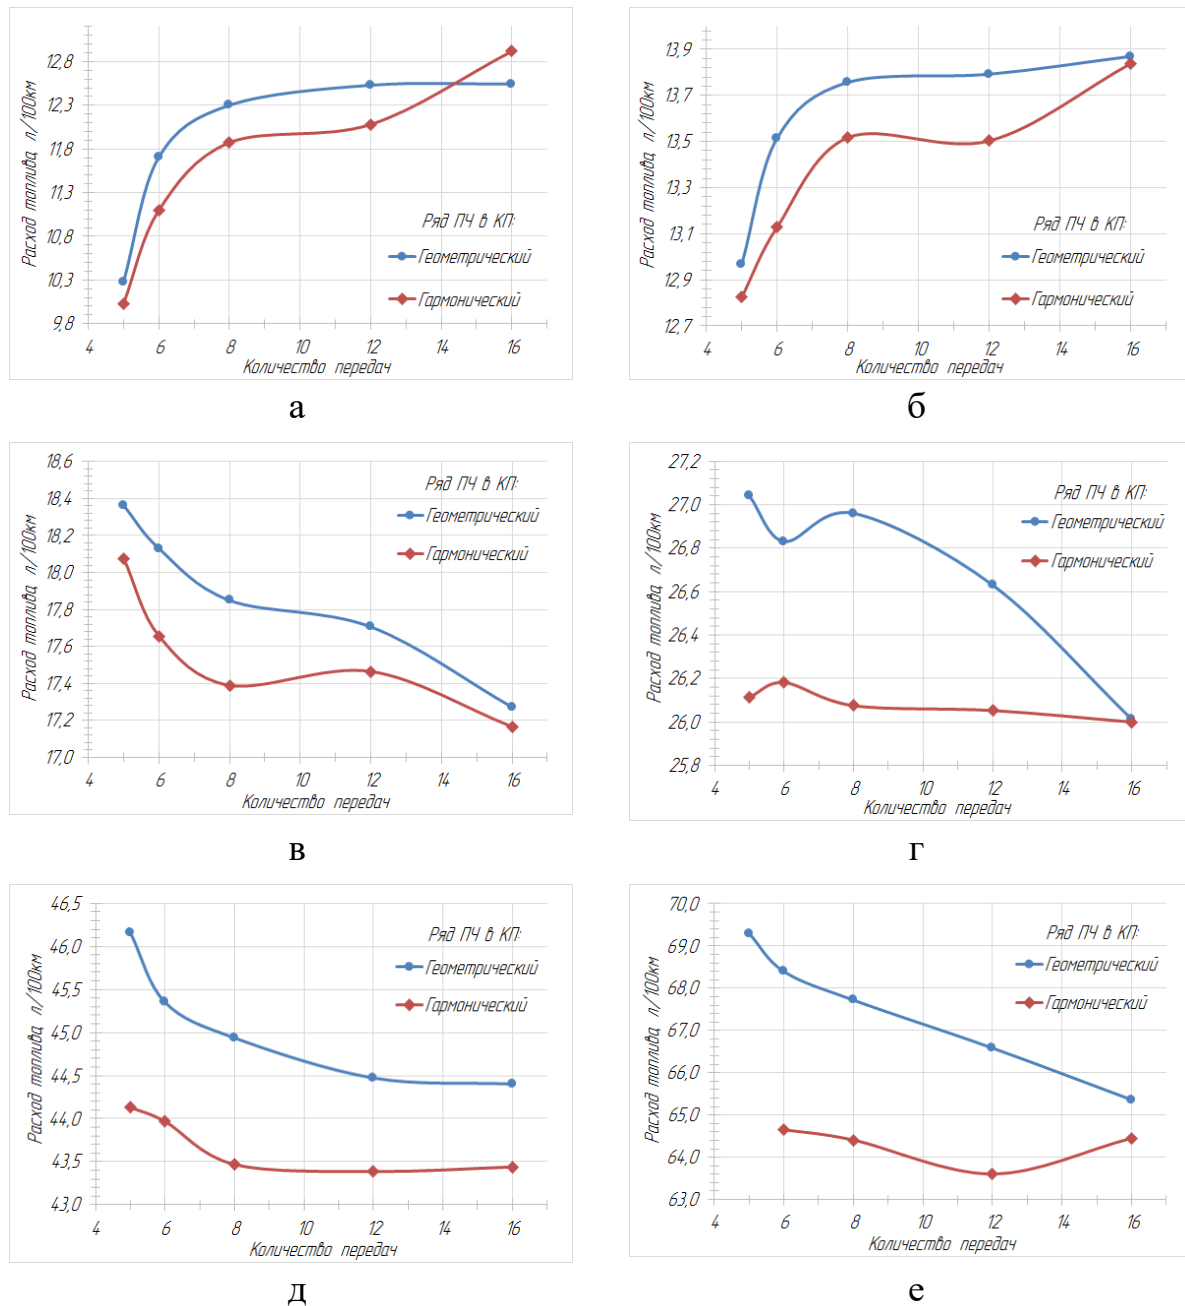 Расход топлива л/100км
12,8
12,3
11,8
11,3
10,8
10,3
9,8
4 6 8 10 12 14 16
Количество передач
Ряд ПЧ в КП:
Геометрический
Гармонический
а
Расход топлива л/100км
13,9
13,7
13,5
13,3
13,1
12,9
12,7
4 6 8 10 12 14 16
Количество передач
Ряд ПЧ в КП:
Геометрический
Гармонический
б
Расход топлива л/100км
18,6
18,4
18,2
18,0
17,8
17,6
17,4
17,2
17,0
4 6 8 10 12 14 16
Количество передач
Ряд ПЧ в КП:
Геометрический
Гармонический
в
Расход топлива л/100км
27,2
27,0
26,8
26,6
26,4
26,2
26,0
25,8
4 6 8 10 12 14 16
Количество передач
Ряд ПЧ в КП:
Геометрический
Гармонический
г
Расход топлива л/100км
46,5
46,0
45,5
45,0
44,5
44,0
43,5
43,0
4 6 8 10 12 14 16
Количество передач
Ряд ПЧ в КП:
Геометрический
Гармонический
д
Расход топлива л/100км
70,0
69,0
68,0
67,0
66,0
65,0
64,0
63,0
4 6 8 10 12 14 16
Количество передач
Ряд ПЧ в КП:
Геометрический
Гармонический
е